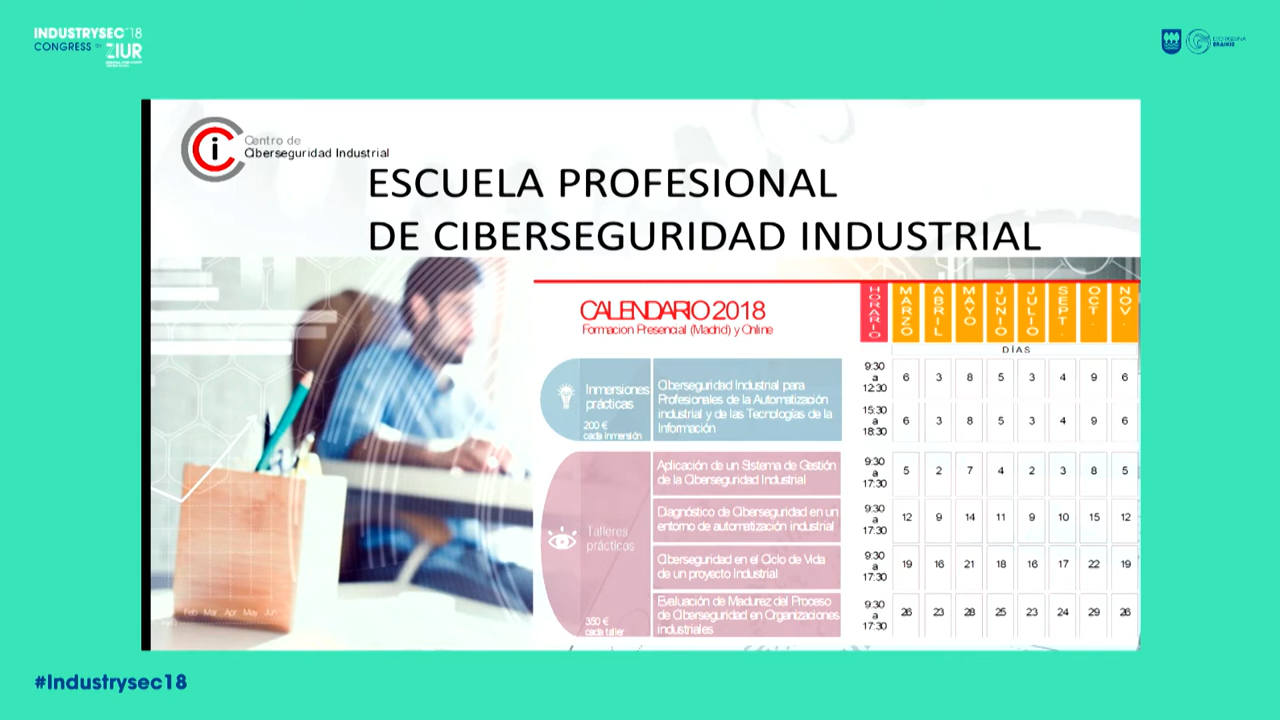 INDUSTRYSEC'18
CONGRESS BY ZIUR
Centro de
Ciberseguridad Industrial
ESCUELA PROFESIONAL
DE CIBERSEGURIDAD INDUSTRIAL
CALENDARIO 2018
Formacion Presencial (Madrid) y Online
HORARIO MARZO ABRIL MAYO JUNIO JULIO SEPT. OCT. NOV.
DÍAS
Inmersiones
prácticas
200 €
cada inmersión
Ciberseguridad Industrial para
Profesionales de la Automatización
industrial y de las Tecnologías de la
Información
9:30 a 12:30 6 3 8 5 3 4 9 6
15:30 a 18:30 6 3 8 5 3 4 9 6
Talleres
prácticos
350 €
cada taller
Aplicación de un Sistema de Gestión
de la Ciberseguridad Industrial
9:30 a 17:30 5 2 7 4 2 3 8 5
Diagnóstico de Ciberseguridad en un
entorno de automatización industrial
9:30 a 17:30 12 9 14 11 9 10 15 12
Ciberseguridad en el Ciclo de Vida
de un proyecto Industrial
9:30 a 17:30 19 16 21 18 16 17 22 19
Evaluación de Madurez del Proceso
de Ciberseguridad en Organizaciones
industriales
9:30 a 17:30 26 23 28 25 23 24 29 26
Feb Mar Apr May Jun
#Industrysec18